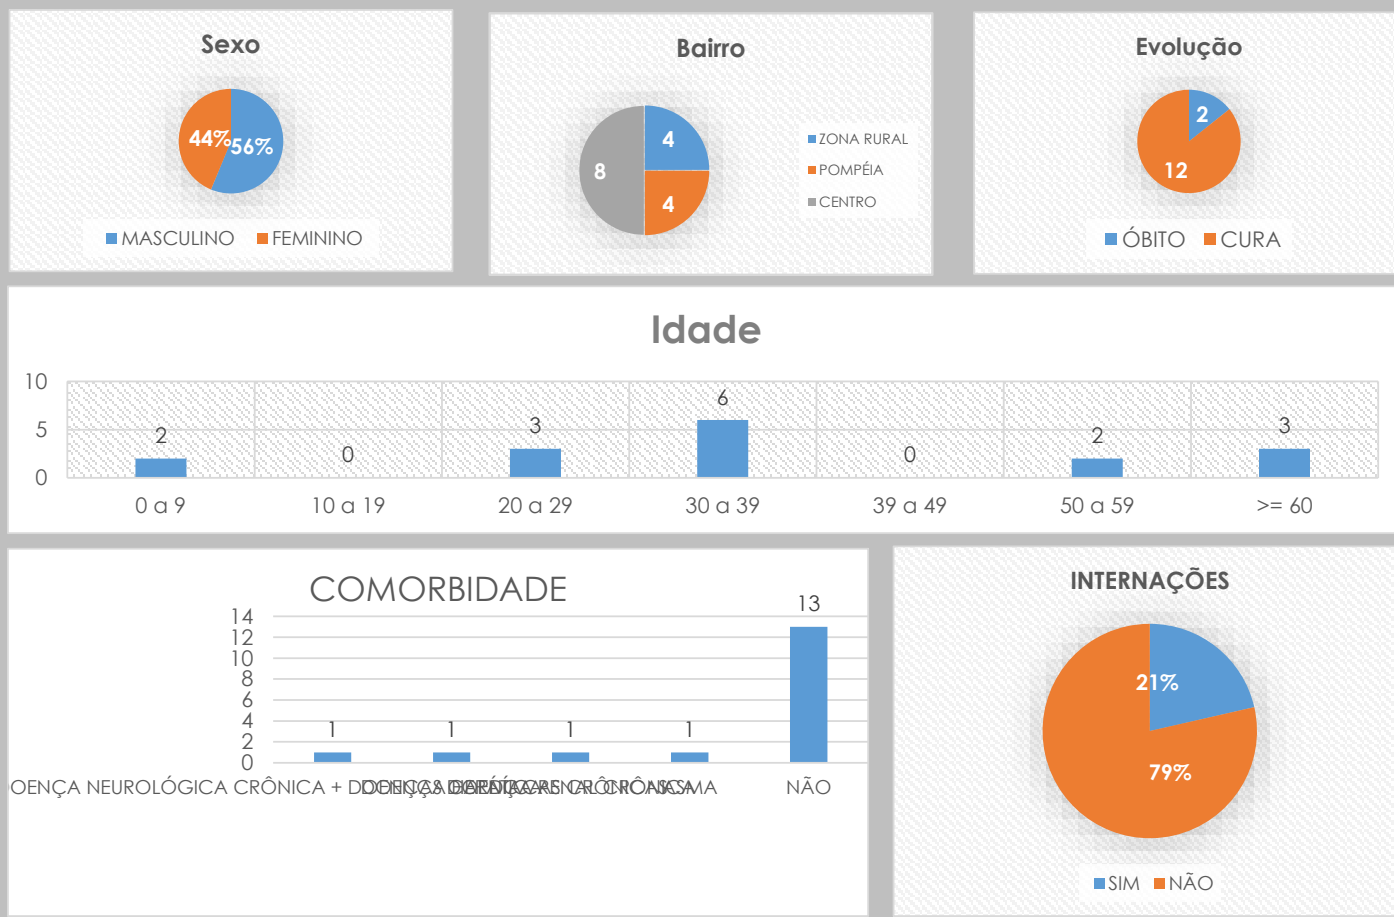 Sexo
44%
56%
MASCULINO FEMININO
Bairro
4
8
4
ZONA RURAL
POMPÉIA
CENTRO
Evolução
2
12
ÓBITO CURA
Idade
10
5
0
2 0 3 6 0 2 3
0 a 9 10 a 19 20 a 29 30 a 39 39 a 49 50 a 59 >= 60
COMORBIDADE
14
12
10
8
6
4
2
0
1 1 1 1 13
OENÇA NEUROLÓGICA CRÔNICA + NÃO
INTERNAÇÕES
21%
79%
SIM NÃO